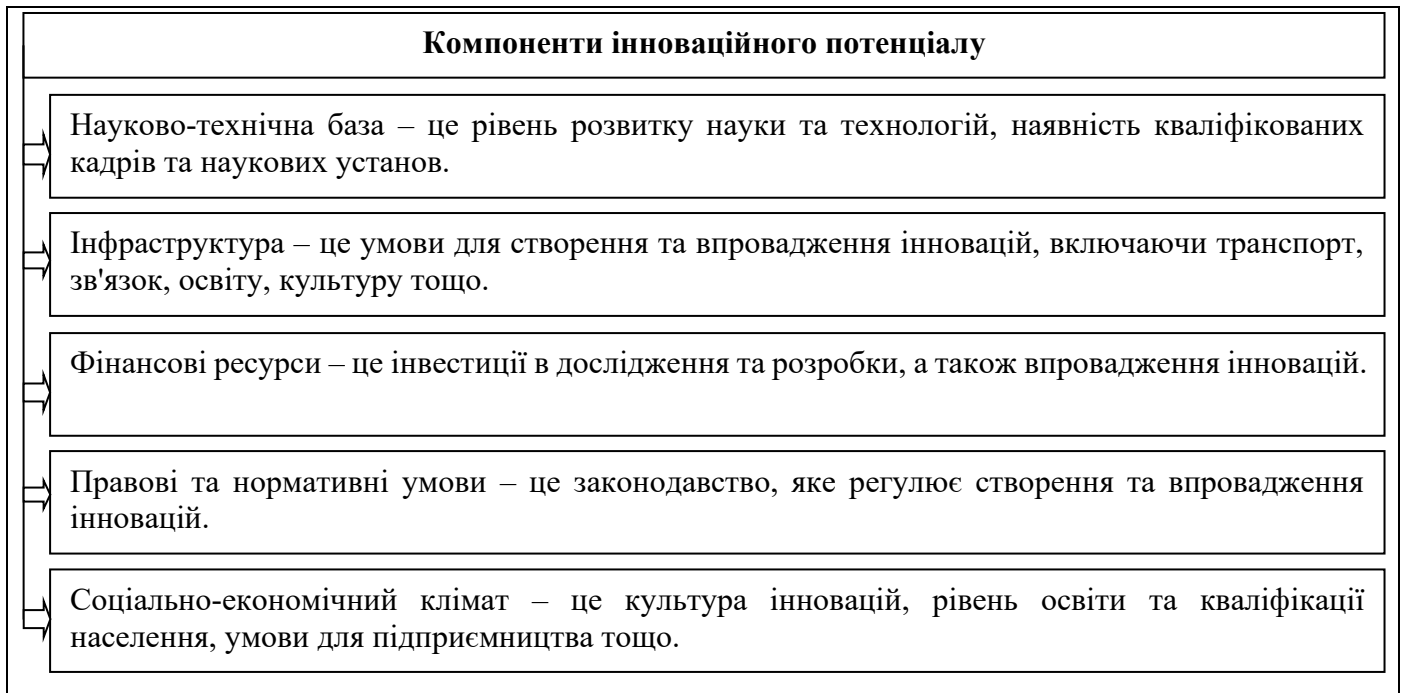 Компоненти інноваційного потенціалу
Науково-технічна база – це рівень розвитку науки та технологій, наявність кваліфікованих
кадрів та наукових установ.
Інфраструктура – це умови для створення та впровадження інновацій, включаючи транспорт,
зв'язок, освіту, культуру тощо.
Фінансові ресурси – це інвестиції в дослідження та розробки, а також впровадження інновацій.
Правові та нормативні умови – це законодавство, яке регулює створення та впровадження
інновацій.
Соціально-економічний клімат – це культура інновацій, рівень освіти та кваліфікації
населення, умови для підприємництва тощо.